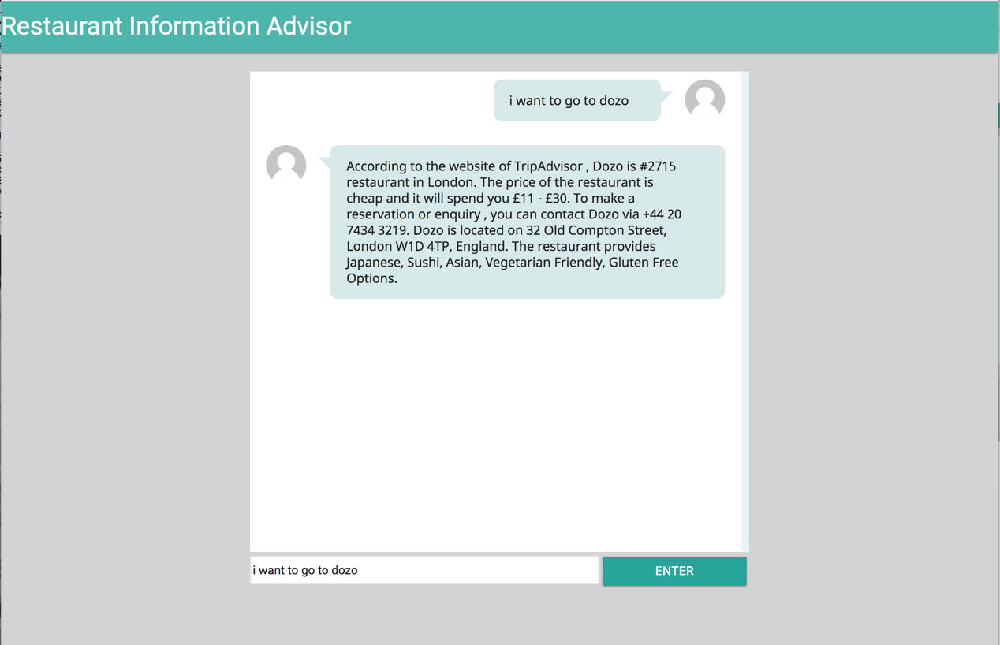 Restaurant Information Advisor
i want to go to dozo
According to the website of TripAdvisor , Dozo is #2715
restaurant in London. The price of the restaurant is
cheap and it will spend you £11 - £30. To make a
reservation or enquiry , you can contact Dozo via +44 20
7434 3219. Dozo is located on 32 Old Compton Street,
London W1D 4TP, England. The restaurant provides
Japanese, Sushi, Asian, Vegetarian Friendly, Gluten Free
Options.
i want to go to dozo
ENTER